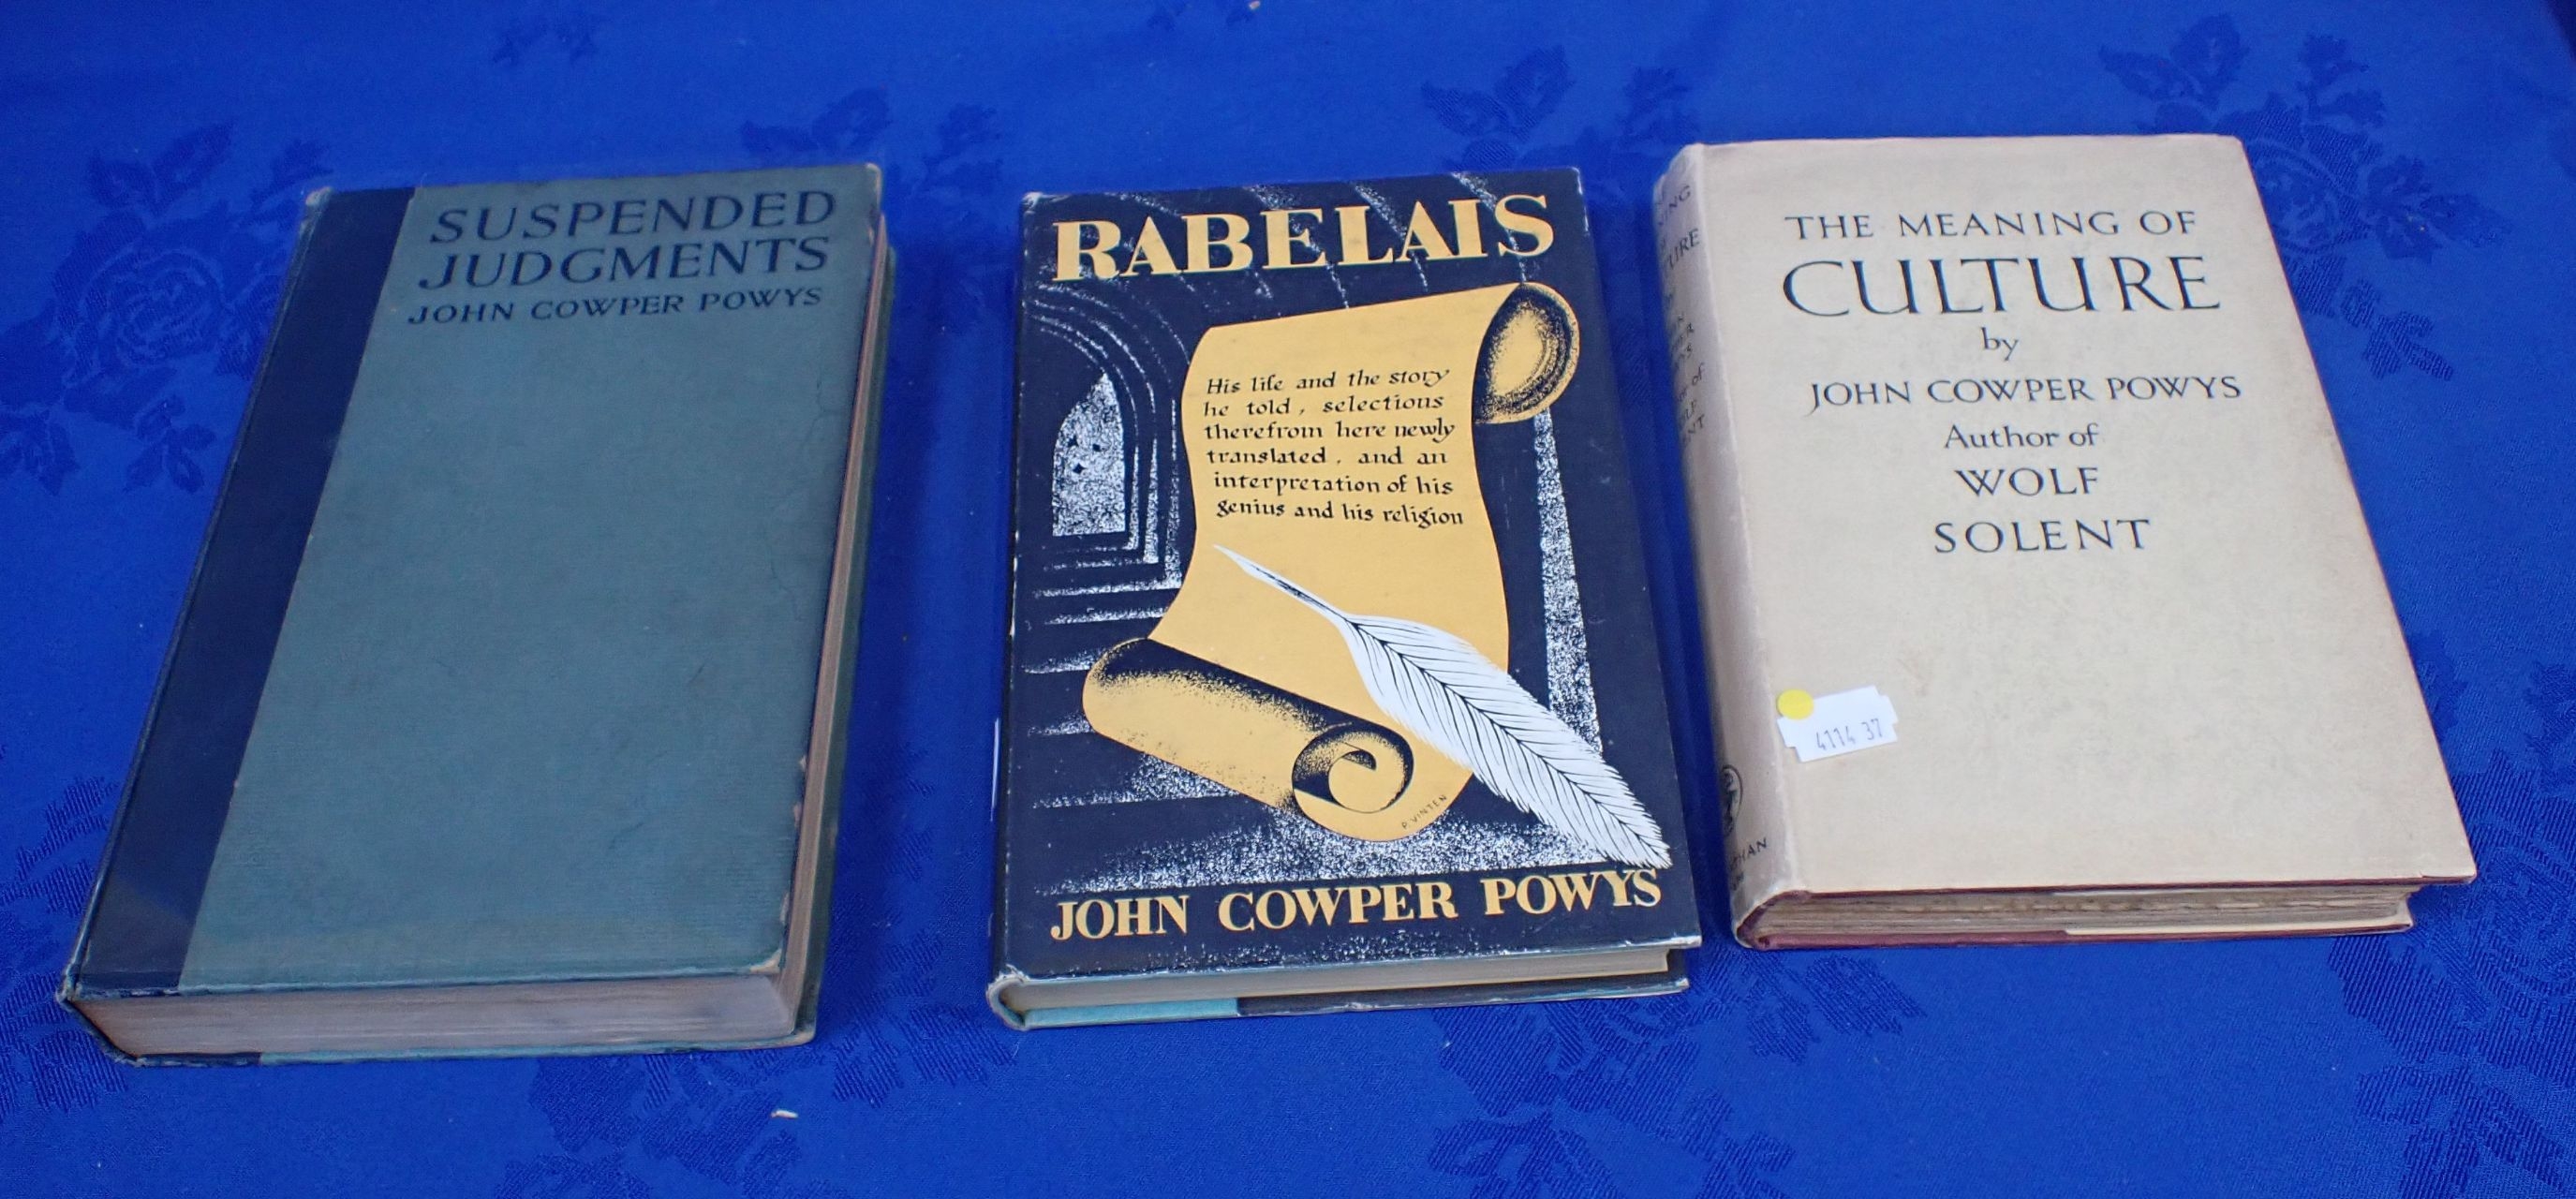 SUSPENDED
JUDGMENTS
JOHN COWPER POWYS
RABELAIS
His life and the story
he told, selections
therefrom here newly
translated, and an
interpretation of his
genius and his religion
P. VINTEN
JOHN COWPER POWYS
THE MEANING OF
CULTURE
by
JOHN COWPER POWYS
Author of
WOLF
SOLENT
4114 37